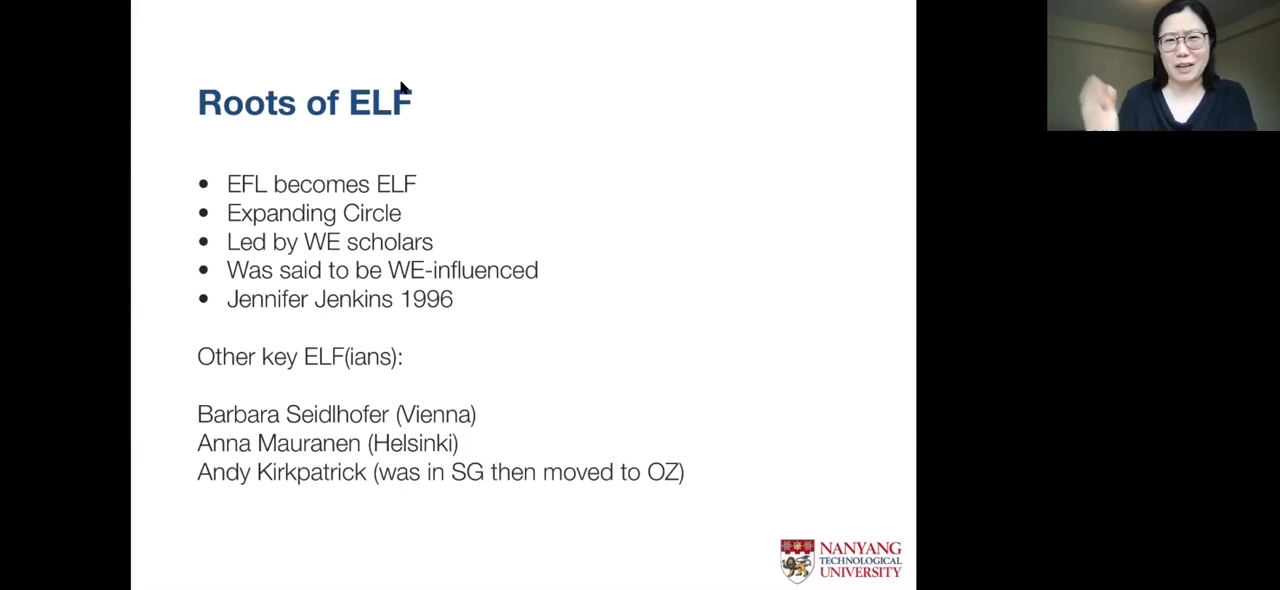 Roots of ELF
• EFL becomes ELF
• Expanding Circle
• Led by WE scholars
• Was said to be WE-influenced
• Jennifer Jenkins 1996
Other key ELF(ians):
Barbara Seidlhofer (Vienna)
Anna Mauranen (Helsinki)
Andy Kirkpatrick (was in SG then moved to OZ)
NANYANG
TECHNOLOGICAL
UNIVERSITY